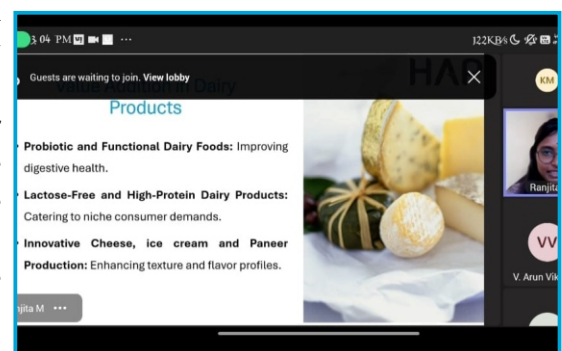 3:04 PM
122KB/s
Guests are waiting to join. View lobby
Value Addition in Dairy
Products
Probiotic and Functional Dairy Foods: Improving
digestive health.
Lactose-Free and High-Protein Dairy Products:
Catering to niche consumer demands.
Innovative Cheese, ice cream and Paneer
Production: Enhancing texture and flavor profiles.
njita M
KM
Ranjita
VV
V. Arun Vik